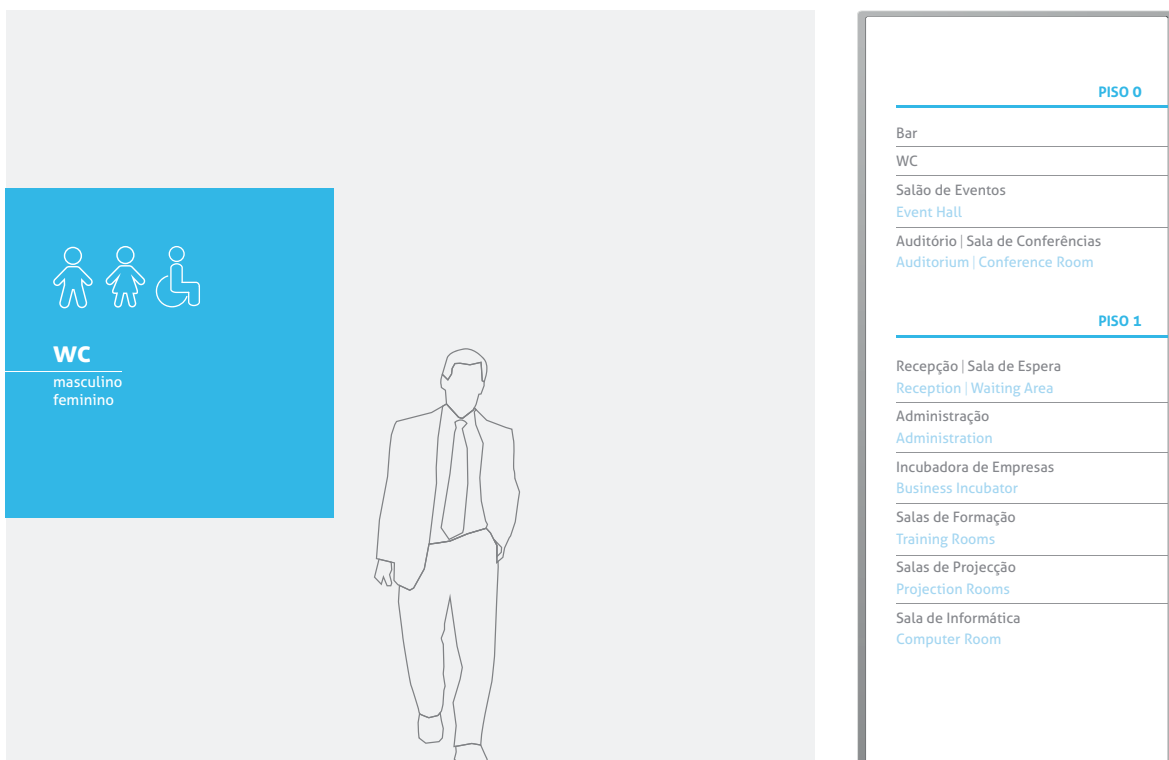 WC
masculino
feminino
PISO 0
Bar
WC
Salão de Eventos
Event Hall
Auditório | Sala de Conferências
Auditorium | Conference Room
PISO 1
Recepção | Sala de Espera
Reception | Waiting Area
Administração
Administration
Incubadora de Empresas
Business Incubator
Salas de Formação
Training Rooms
Salas de Projecção
Projection Rooms
Sala de Informática
Computer Room